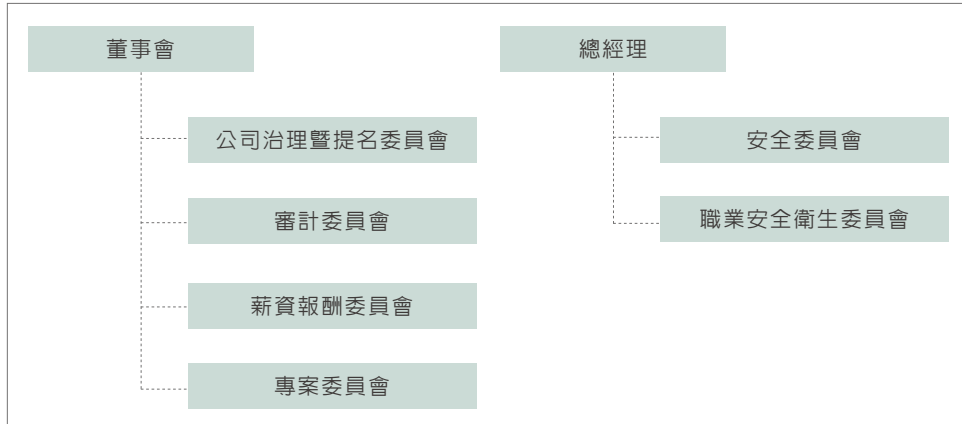 董事會
公司治理暨提名委員會
審計委員會
薪資報酬委員會
專案委員會
總經理
安全委員會
職業安全衛生委員會